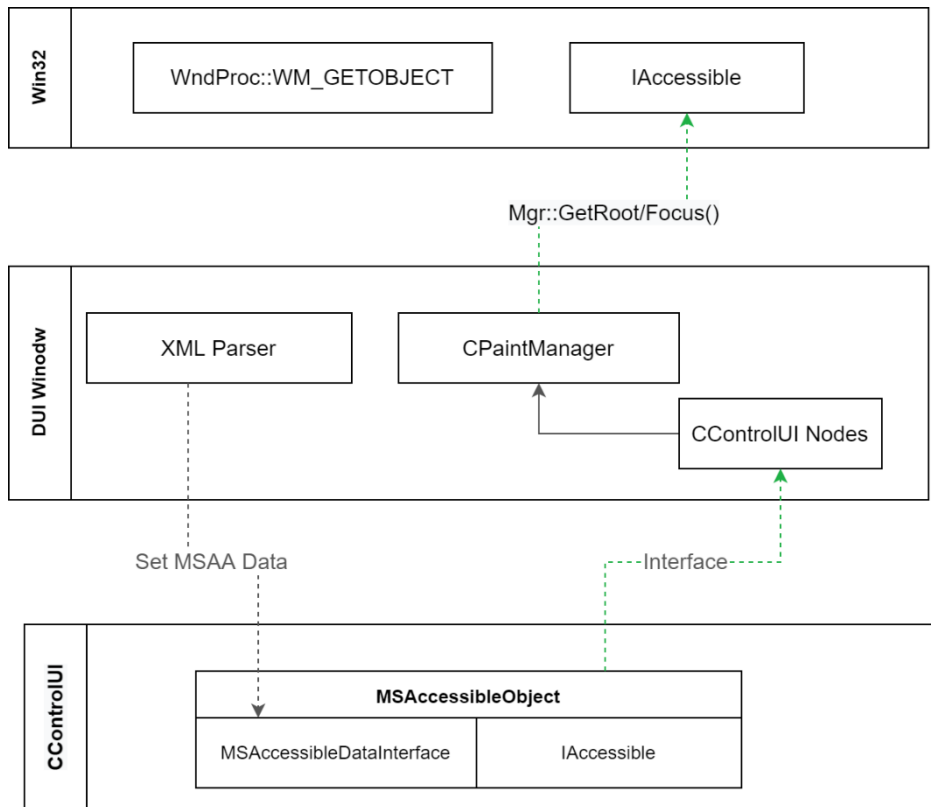 Win32
WndProc::WM_GETOBJECT
IAccessible
Mgr::GetRoot/Focus()
DUI Winodw
XML Parser
CPaintManager
CControlUI Nodes
Set MSAA Data
Interface
CControlUI
MSAccessibleObject
MSAccessibleDataInterface
IAccessible